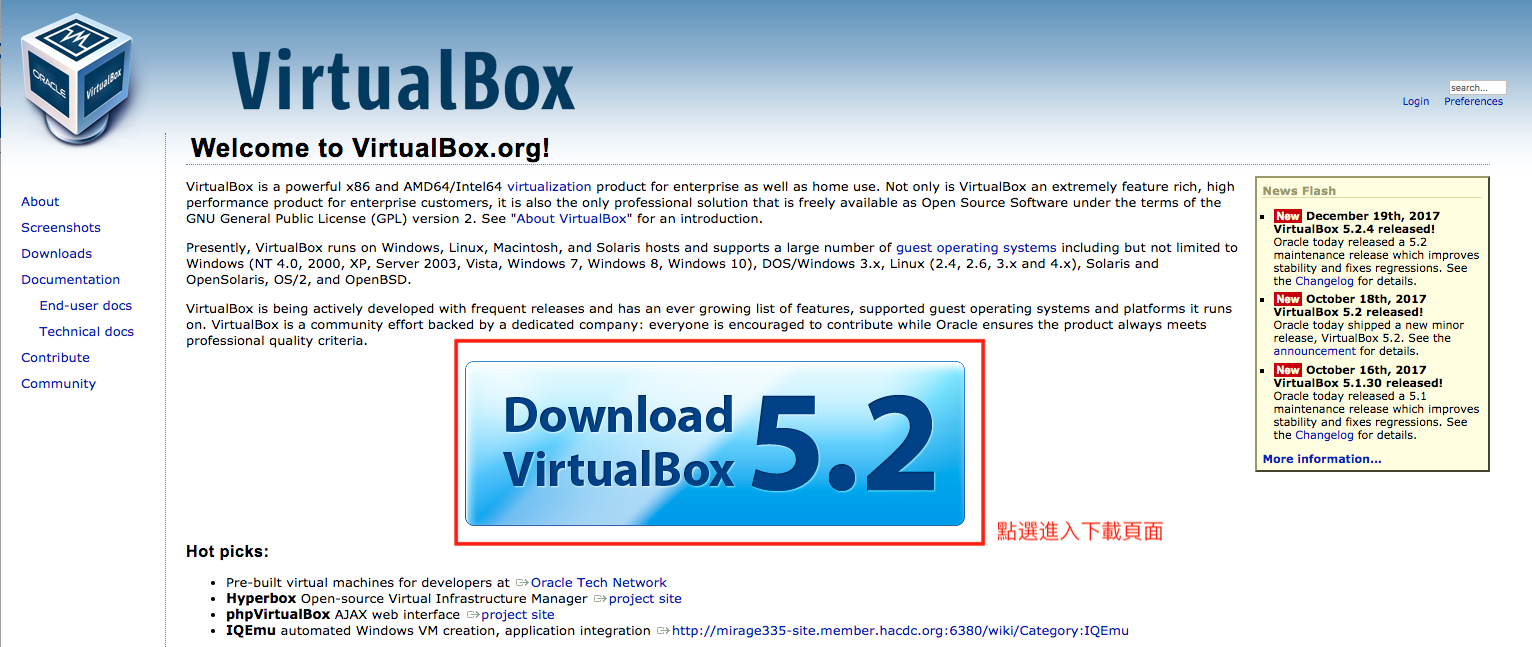 ORACLE
VirtualBox
VirtualBox
search...
Login Preferences
Welcome to VirtualBox.org!
About
Screenshots
Downloads
Documentation
End-user docs
Technical docs
Contribute
Community
VirtualBox is a powerful x86 and AMD64/Intel64 virtualization product for enterprise as well as home use. Not only is VirtualBox an extremely feature rich, high
performance product for enterprise customers, it is also the only professional solution that is freely available as Open Source Software under the terms of the
GNU General Public License (GPL) version 2. See "About VirtualBox" for an introduction.
Presently, VirtualBox runs on Windows, Linux, Macintosh, and Solaris hosts and supports a large number of guest operating systems including but not limited to
Windows (NT 4.0, 2000, XP, Server 2003, Vista, Windows 7, Windows 8, Windows 10), DOS/Windows 3.x, Linux (2.4, 2.6, 3.x and 4.x), Solaris and
OpenSolaris, OS/2, and OpenBSD.
VirtualBox is being actively developed with frequent releases and has an ever growing list of features, supported guest operating systems and platforms it runs
on. VirtualBox is a community effort backed by a dedicated company: everyone is encouraged to contribute while Oracle ensures the product always meets
professional quality criteria.
Download
VirtualBox 5.2
點選進入下載頁面
Hot picks:
• Pre-built virtual machines for developers at Oracle Tech Network
• Hyperbox Open-source Virtual Infrastructure Manager project site
• phpVirtualBox AJAX web interface project site
• IQEmu automated Windows VM creation, application integration http://mirage335-site.member.hacdc.org:6380/wiki/Category:IQEmu
News Flash
New December 19th, 2017
VirtualBox 5.2.4 released!
Oracle today released a 5.2
maintenance release which improves
stability and fixes regressions. See
the Changelog for details.
New October 18th, 2017
VirtualBox 5.2 released!
Oracle today shipped a new minor
release, VirtualBox 5.2. See the
announcement for details.
New October 16th, 2017
VirtualBox 5.1.30 released!
Oracle today released a 5.1
maintenance release which improves
stability and fixes regressions. See
the Changelog for details.
More information...